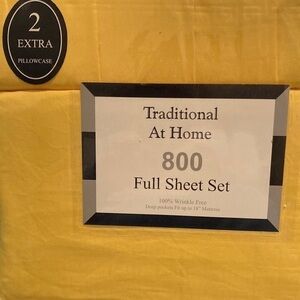 2
EXTRA
PILLOWCASE
Traditional
At Home
800
Full Sheet Set
100% Wrinkle Free
Deep pockets Fit up to 18" Mattress